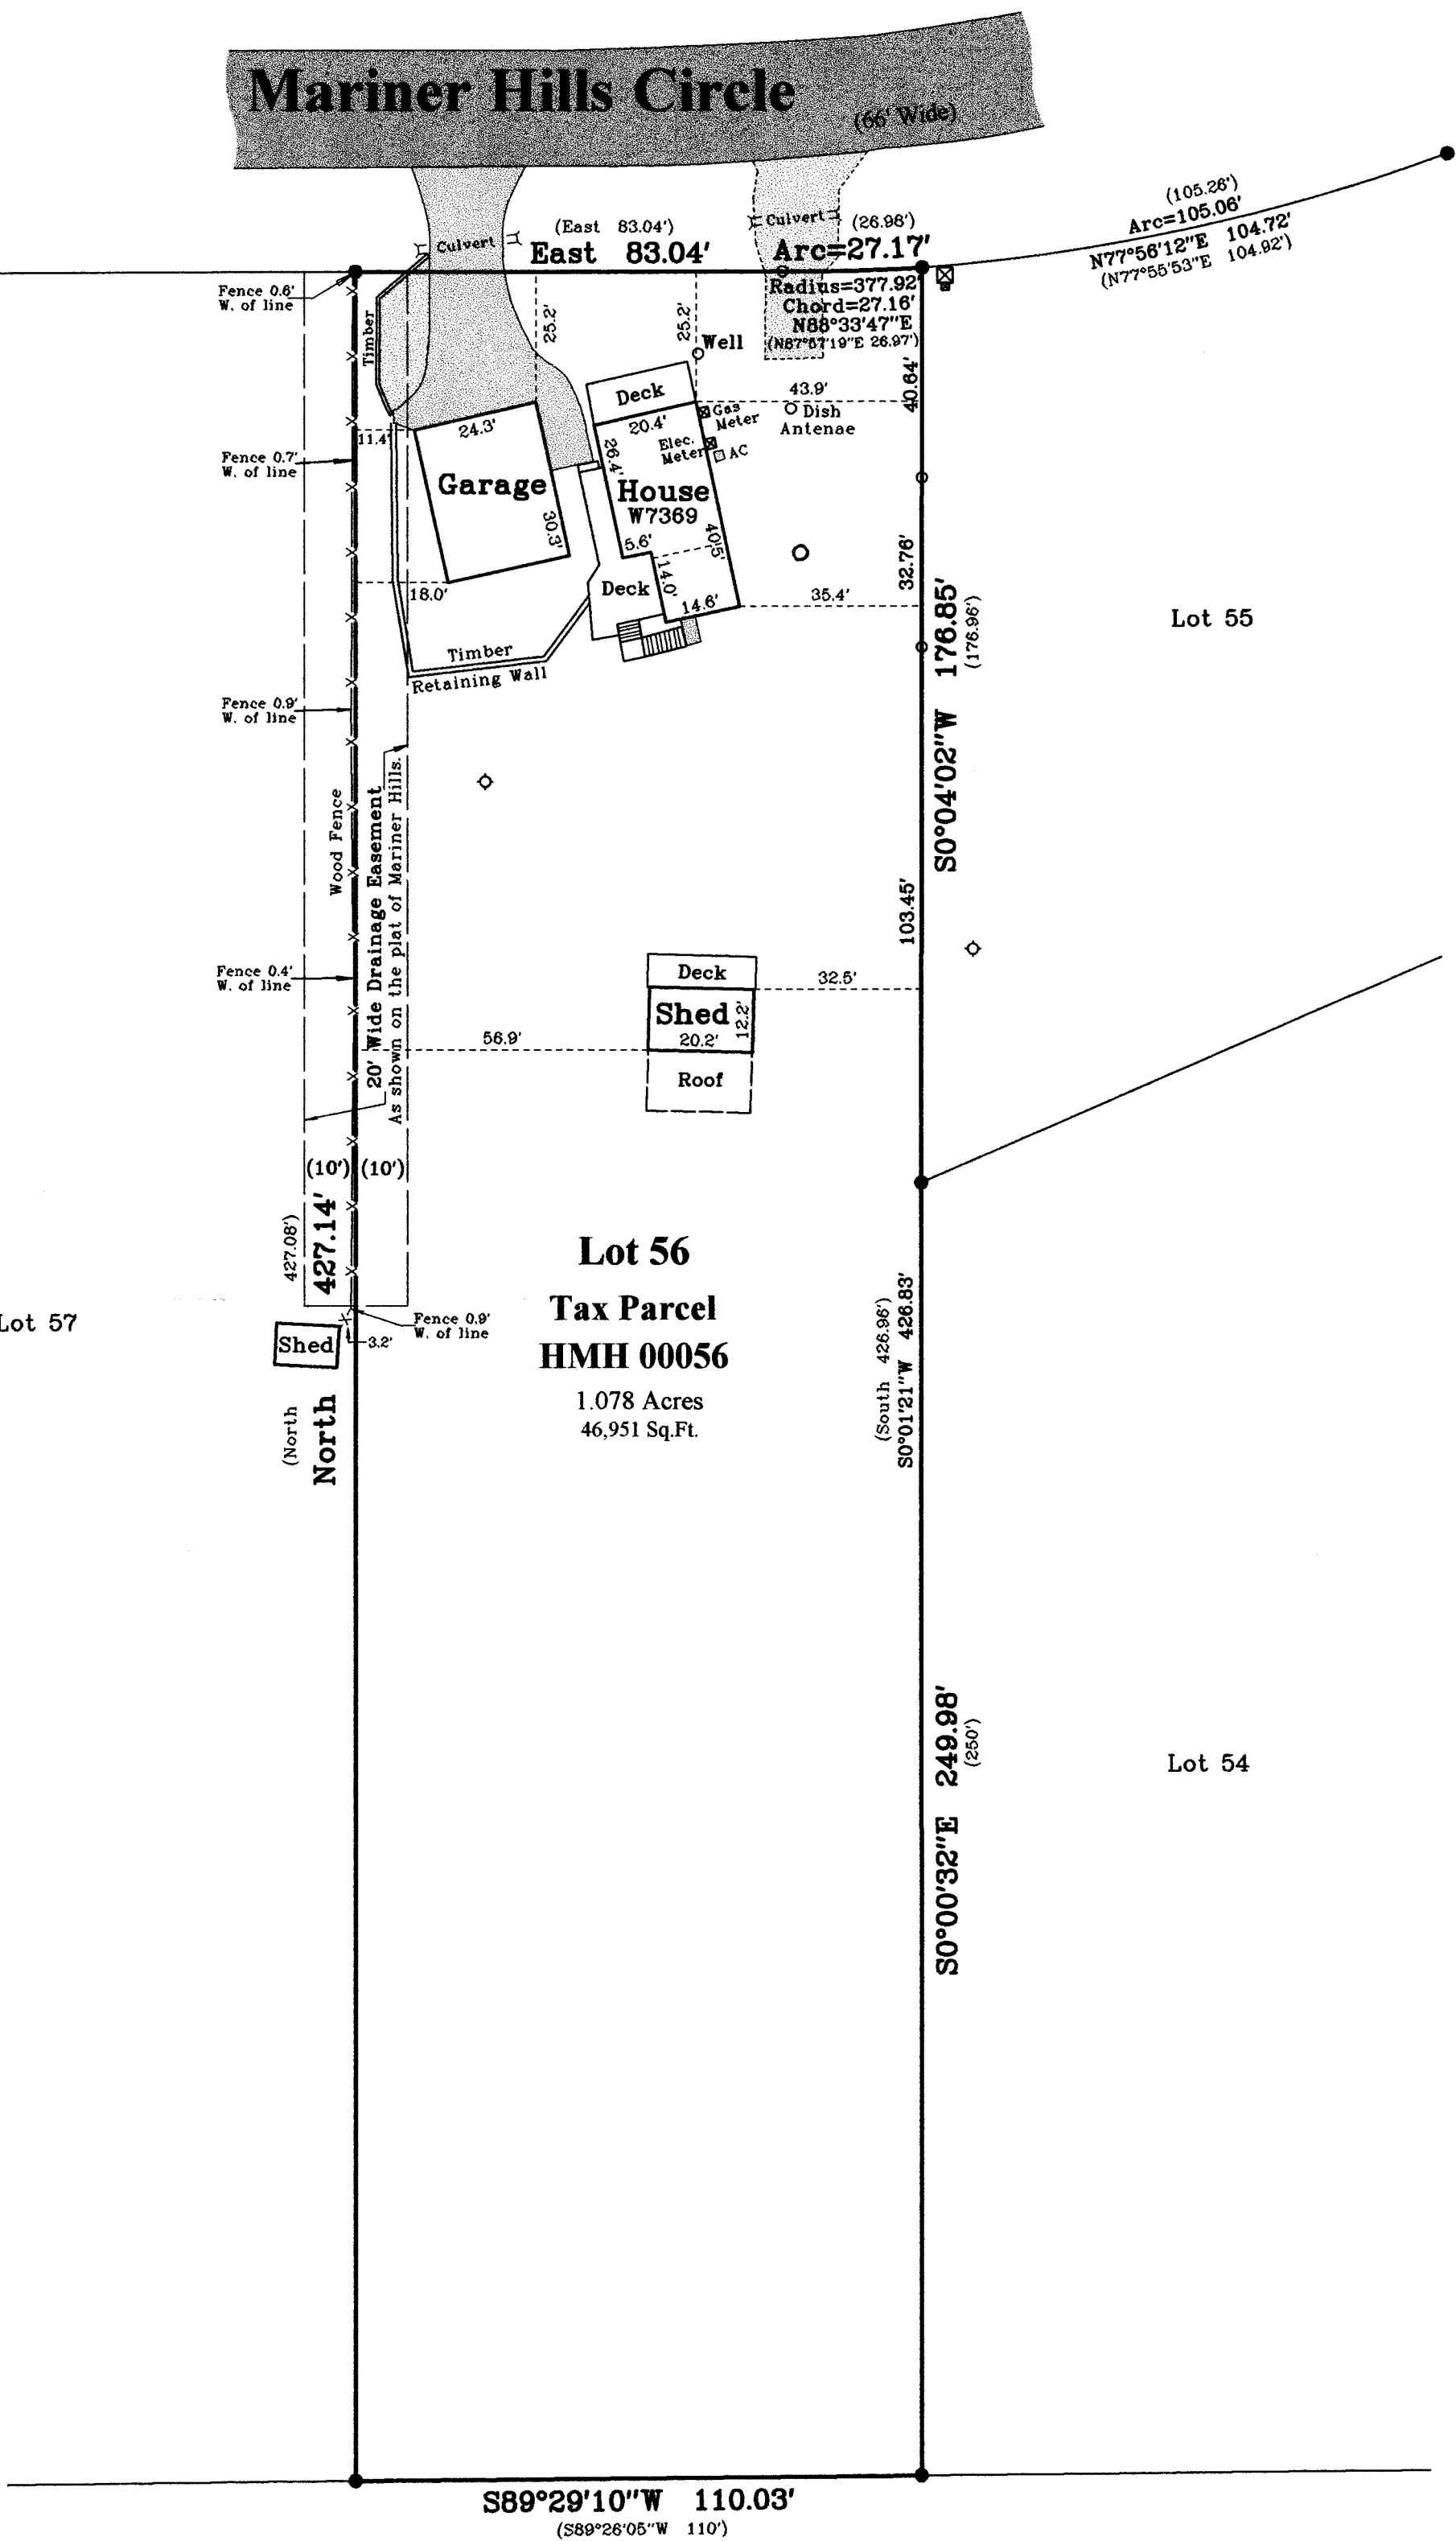 Mariner Hills Circle
(66' Wide)
(105.26')
Arc=105.06'
N77°56'12"E 104.72'
(N77°55'53"E 104.92')
Culvert
(East 83.04')
East 83.04'
Culvert
(26.98')
Arc=27.17'
Radius=377.92'
Chord=27.16'
N88°33'47"E
(N87°57'19"E 26.97')
Fence 0.6'
W. of line
Timber
25.2'
25.2'
Well
40.64'
Deck
43.9'
Gas
Meter
Dish
Antenae
11.4'
24.3'
20.4'
Elec.
Meter
AC
26.4'
Fence 0.7'
W. of line
Garage
House
W7369
30.3'
5.6'
40.5'
32.76'
14.0'
18.0'
Deck
14.6'
35.4'
S0°04'02"W 176.85'
(176.96')
Lot 55
Timber
Retaining Wall
Fence 0.9'
W. of line
Wood Fence
20' Wide Drainage Easement
As shown on the plat of Mariner Hills.
103.45'
Fence 0.4'
W. of line
Deck
32.5'
Shed
12.2'
20.2'
56.9'
Roof
(10')
(10')
427.14'
427.08')
Lot 56
Tax Parcel
HMH 00056
1.078 Acres
46,951 Sq.Ft.
(South 426.96')
S0°01'21"W 426.83'
Lot 57
Shed
3.2'
Fence 0.9'
W. of line
(North
North
S0°00'32"E 249.98'
(250')
Lot 54
S89°29'10"W 110.03'
(S89°26'05"W 110')